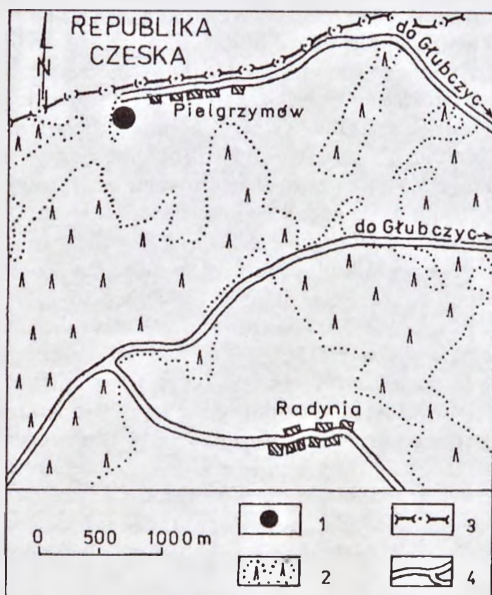 REPUBLIKA
CZESKA
N
do Głubczyc
Pielgrzymów
do Głubczyc
Radynia
0 500 1000 m
1
2
3
4